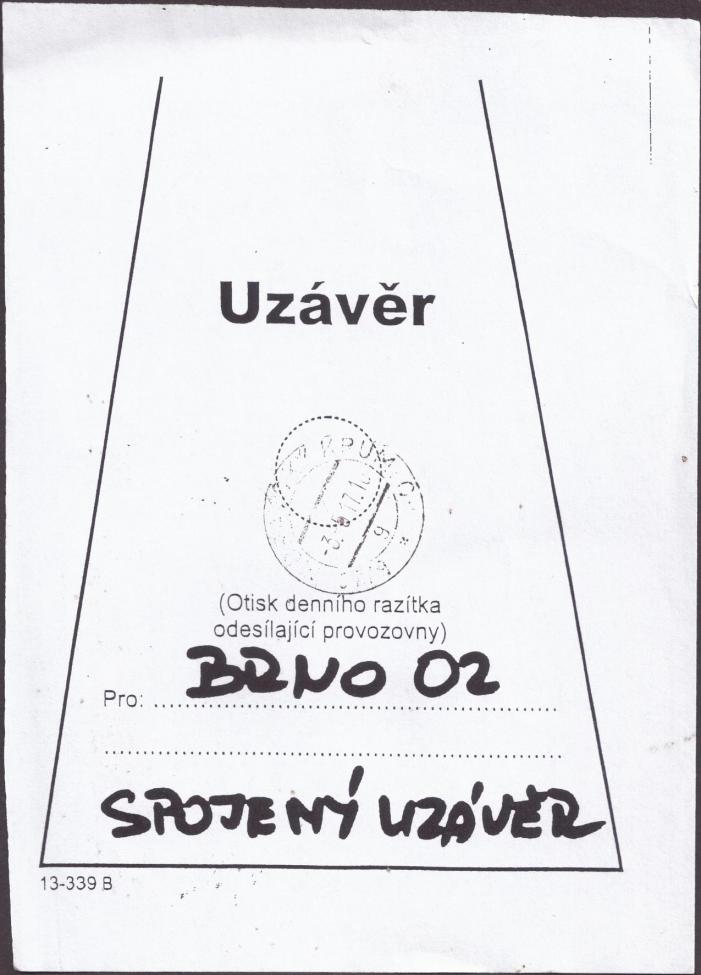 Uzávěr
(Otisk denního razítka
odesílající provozovny)
Pro: BRNO 02
SPOJENÝ UZÁVĚR
13-339 B